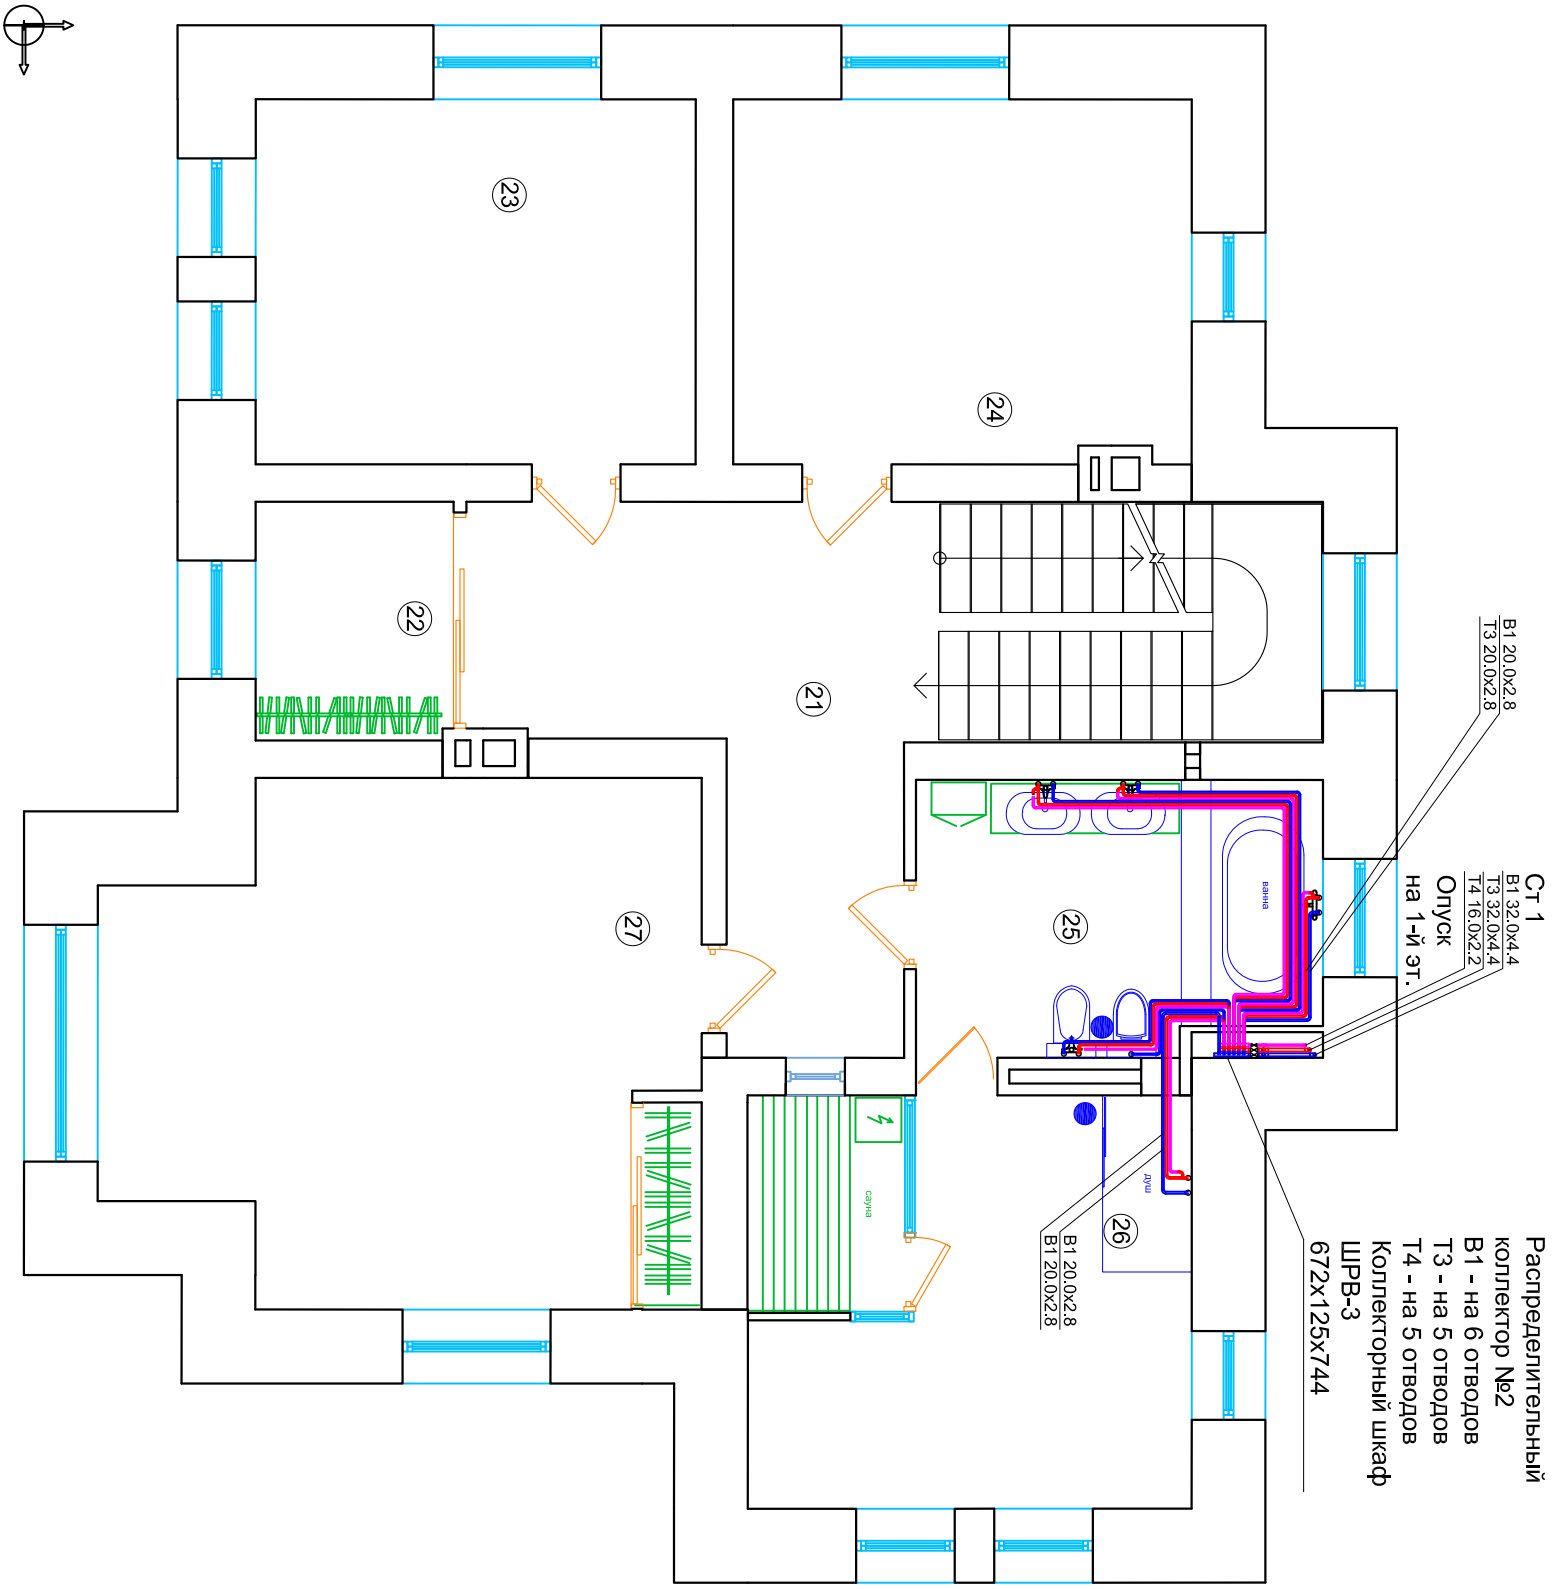 Распределительный
коллектор №2
В1 - на 6 отводов
Т3 - на 5 отводов
Т4 - на 5 отводов
Коллекторный шкаф
ШРВ-3
672х125х744
Ст 1
В1 32.0х4.4
Т3 32.0х4.4
Т4 16.0х2.2
Опуск
на 1-й эт.
В1 20.0х2.8
Т3 20.0х2.8
В1 20.0х2.8
В1 20.0х2.8
ванна
душ
сауна
21
22
23
24
25
26
27